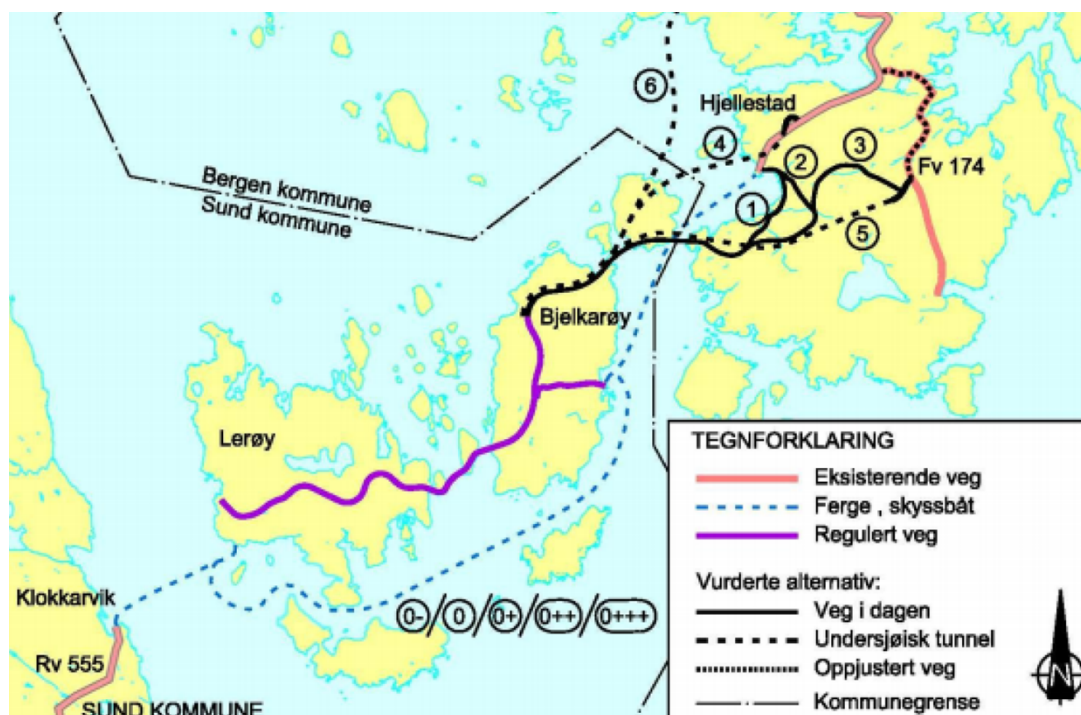 6
Hjellestad
4
2
3
Fv 174
Bergen kommune
Sund kommune
1
5
Bjelkarøy
Lerøy
TEGNFORKLARING
Eksisterende veg
Ferge , skyssbåt
Regulert veg
Klokkarvik
0-/0/0+/0++/0+++
Vurderte alternativ:
Veg i dagen
Undersjøisk tunnel
Rv 555
Oppjustert veg
N
Kommunegrense
SUND KOMMUNE